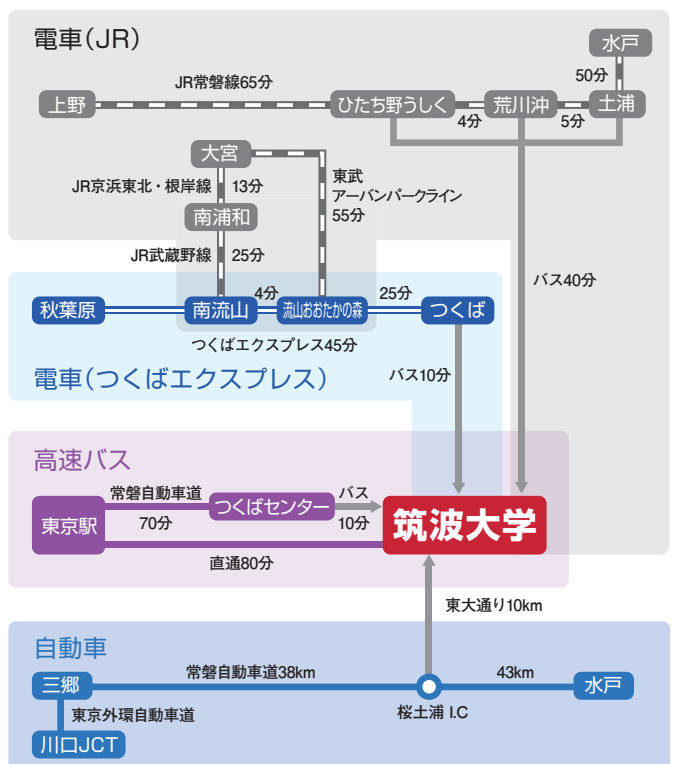 電車(JR)
水戸
50分
JR常磐線65分
上野
ひたち野うしく
4分
荒川沖
5分
土浦
大宮
JR京浜東北・根岸線
13分
東武
アーバンパークライン
55分
南浦和
JR武蔵野線
25分
バス40分
秋葉原
南流山
4分
流山おおたかの森
25分
つくば
つくばエクスプレス45分
電車(つくばエクスプレス)
バス10分
高速バス
東京駅
常磐自動車道
70分
つくばセンター
バス
10分
筑波大学
直通80分
東大通り10km
自動車
三郷
常磐自動車道38km
43km
水戸
桜土浦 I.C
東京外環自動車道
川口JCT